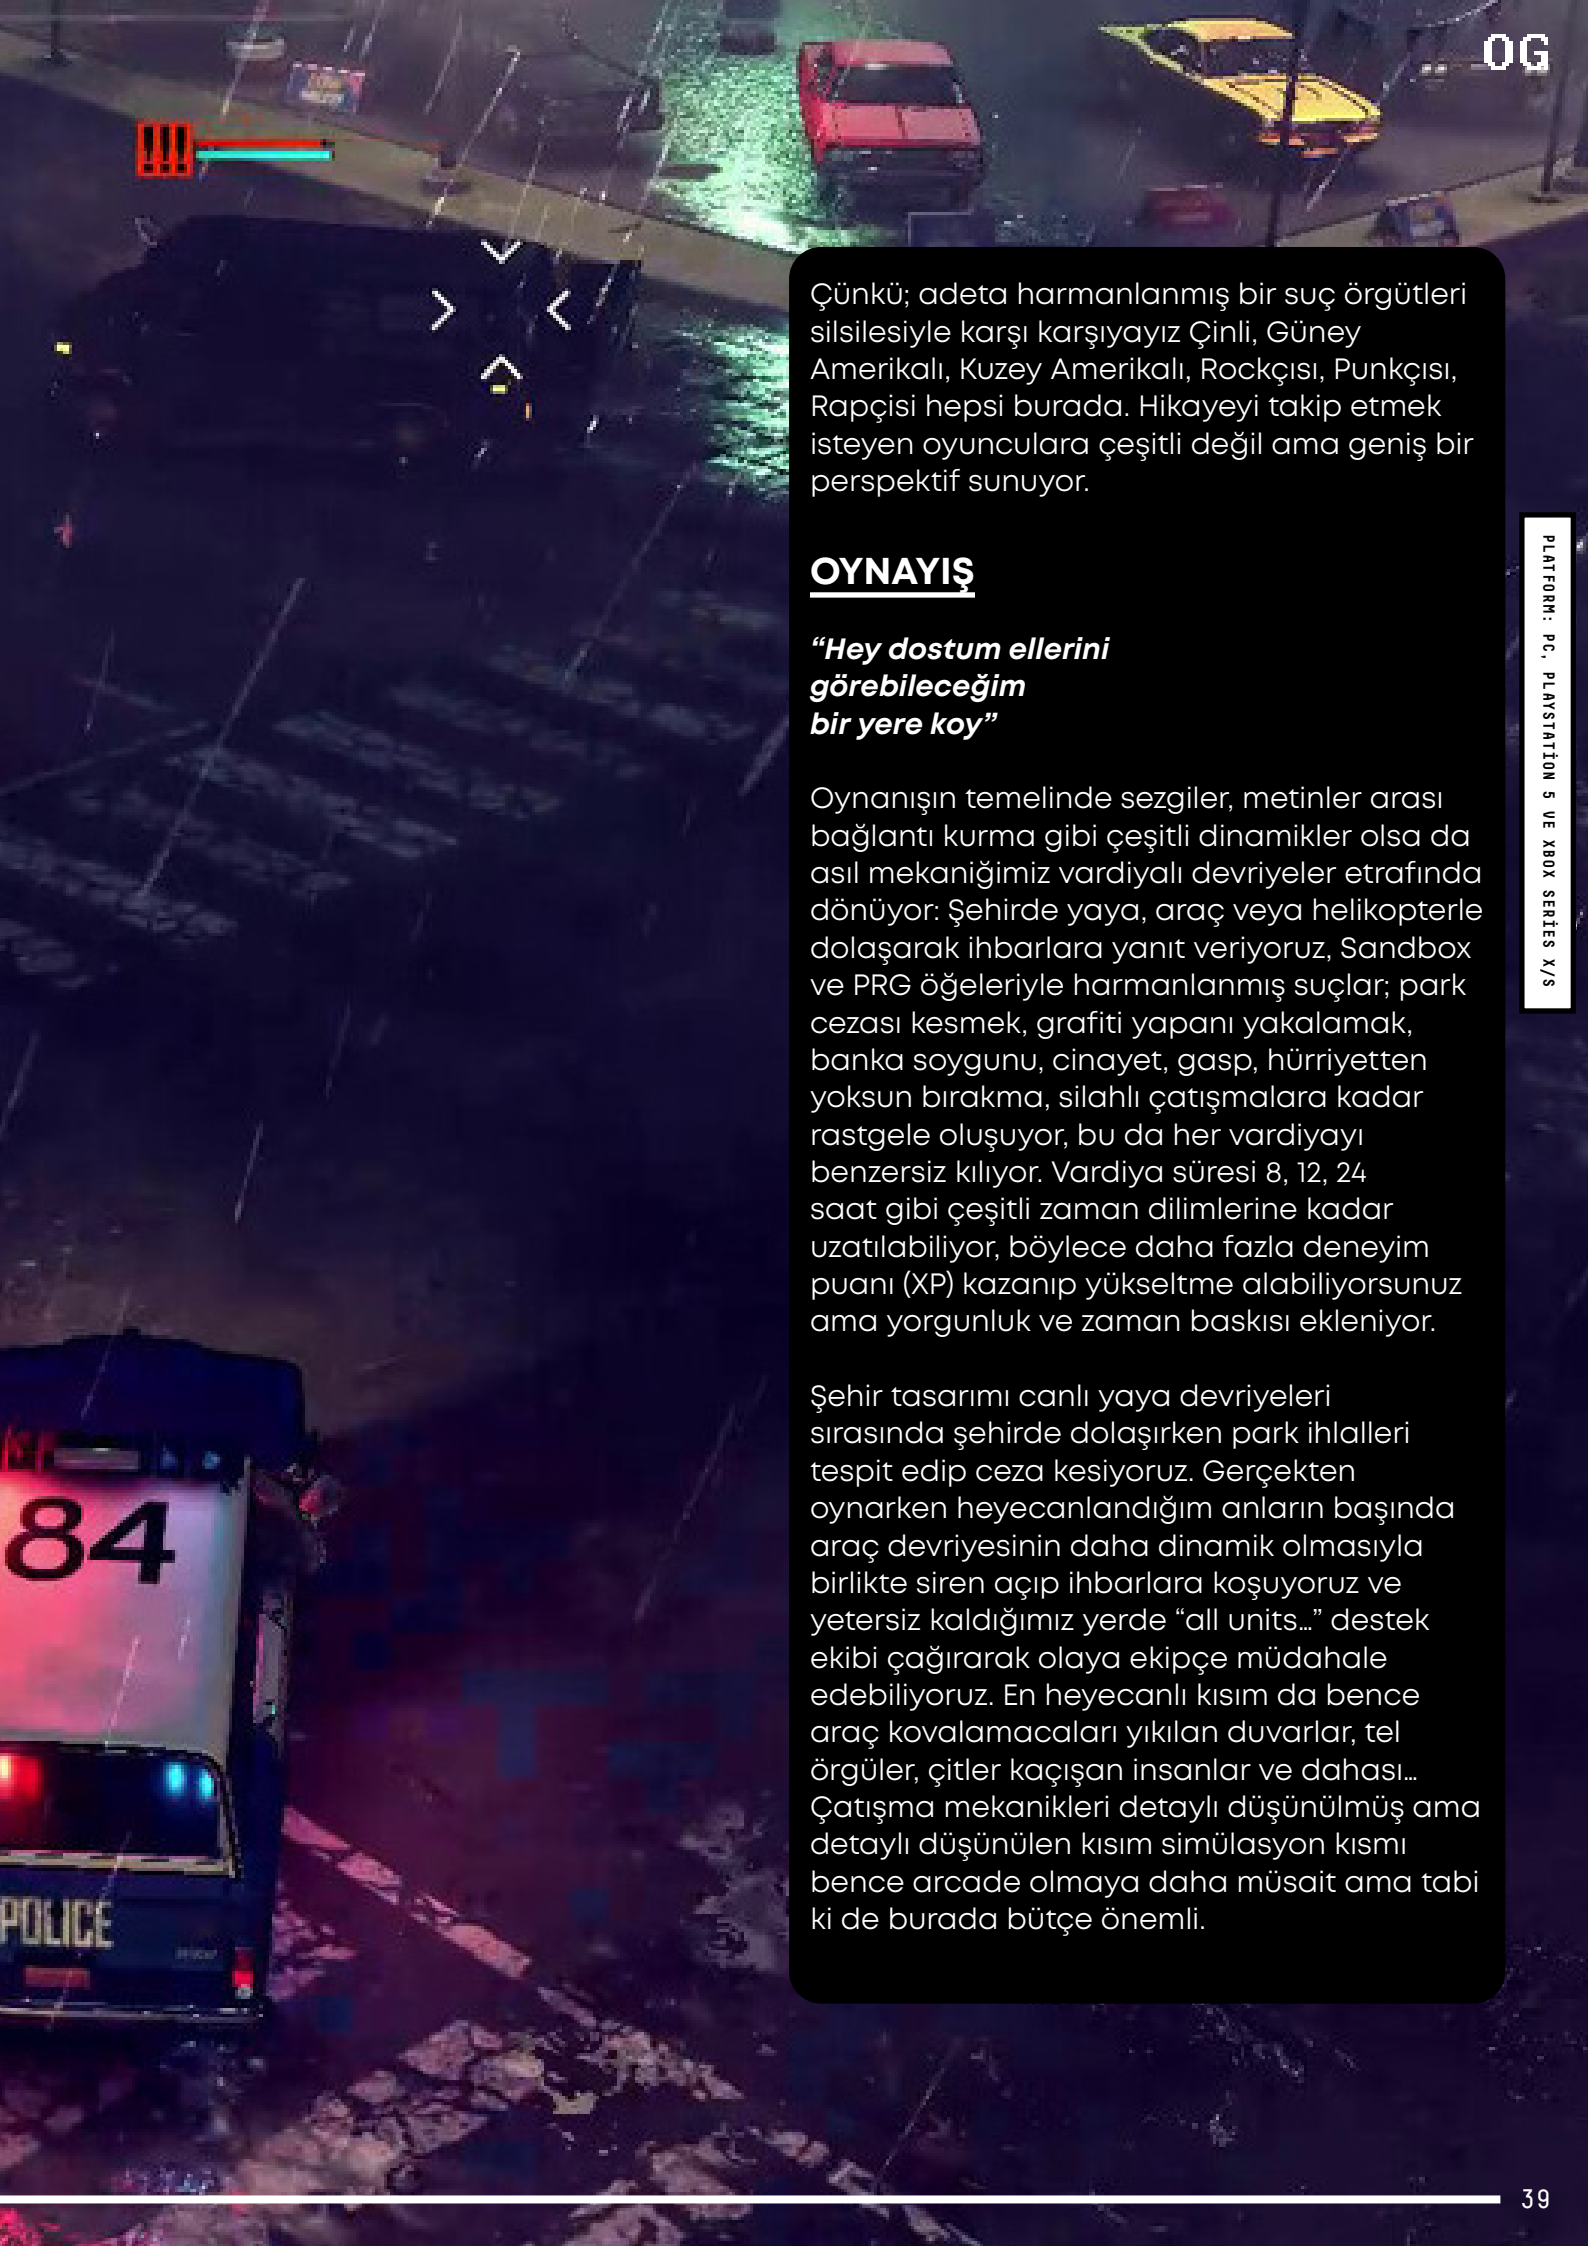 OG
Çünkü; adeta harmanlanmış bir suç örgütleri
silsilesiyle karşı karşıyayız Çinli, Güney
Amerikalı, Kuzey Amerikalı, Rockçısı, Punkçısı,
Rapçisi hepsi burada. Hikayeyi takip etmek
isteyen oyunculara çeşitli değil ama geniş bir
perspektif sunuyor.
OYNAYIŞ
“Hey dostum ellerini
görebileceğim
bir yere koy”
Oynanışın temelinde sezgiler, metinler arası
bağlantı kurma gibi çeşitli dinamikler olsa da
asıl mekaniğimiz vardiyalı devriyeler etrafında
dönüyor: Şehirde yaya, araç veya helikopterle
dolaşarak ihbarlara yanıt veriyoruz, Sandbox
ve PRG öğeleriyle harmanlanmış suçlar; park
cezası kesmek, grafiti yapanı yakalamak,
banka soygunu, cinayet, gasp, hürriyetten
yoksun bırakma, silahlı çatışmalara kadar
rastgele oluşuyor, bu da her vardiyayı
benzersiz kılıyor. Vardiya süresi 8, 12, 24
saat gibi çeşitli zaman dilimlerine kadar
uzatılabiliyor, böylece daha fazla deneyim
puanı (XP) kazanıp yükseltme alabiliyorsunuz
ama yorgunluk ve zaman baskısı ekleniyor.
Şehir tasarımı canlı yaya devriyeleri
sırasında şehirde dolaşırken park ihlalleri
tespit edip ceza kesiyoruz. Gerçekten
oynarken heyecanlandığım anların başında
araç devriyesinin daha dinamik olmasıyla
birlikte siren açıp ihbarlara koşuyoruz ve
yetersiz kaldığımız yerde “all units…” destek
ekibi çağırarak olaya ekipçe müdahale
edebiliyoruz. En heyecanlı kısım da bence
araç kovalamacaları yıkılan duvarlar, tel
örgüler, çitler kaçışan insanlar ve dahası…
Çatışma mekanikleri detaylı düşünülmüş ama
detaylı düşünülen kısım simülasyon kısmı
bence arcade olmaya daha müsait ama tabi
ki de burada bütçe önemli.
PLATFORM: PC, PLAYSTATİON 5 VE XBOX SERİES X/S
84
POLICE
39